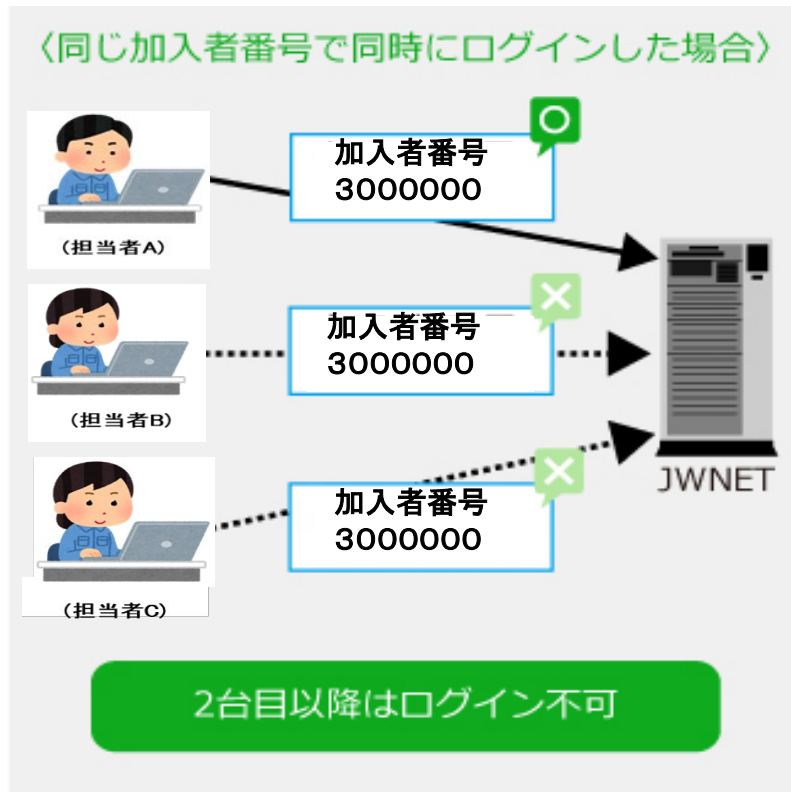 〈同じ加入者番号で同時にログインした場合〉
加入者番号
3000000
(担当者A)
加入者番号
3000000
(担当者B)
JWNET
加入者番号
3000000
(担当者C)
2台目以降はログイン不可